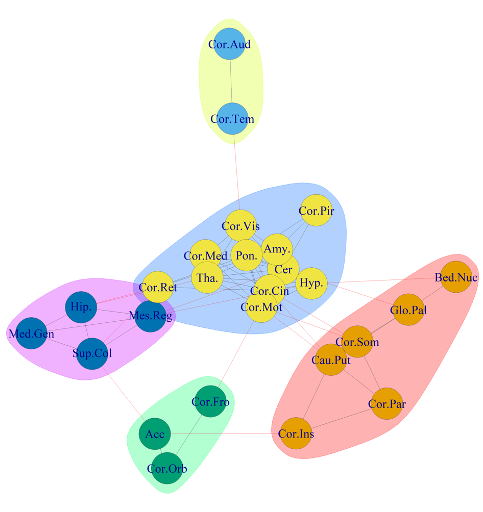 Cor.Aud
Cor.Tem
Cor.Pir
Cor.Vis
Cor.Med
Pon.
Amy.
Cer
Tha.
Hyp.
Bed.Nuc
Cor.Ret
Cor.Cin
Cor.Mot
Hip.
Mes.Reg
Glo.Pal
Med.Gen
Sup.Col
Cor.Som
Cau.Put
Cor.Fro
Cor.Par
Acc
Cor.Ins
Cor.Orb